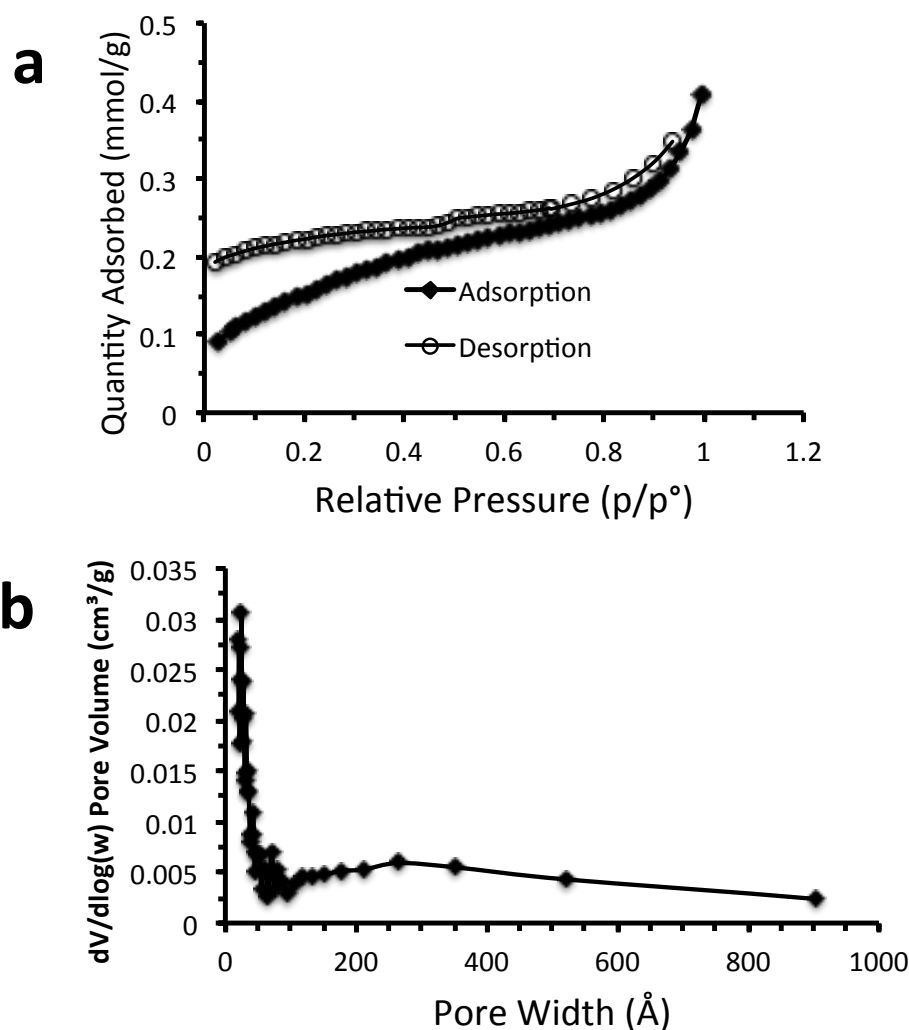 a
Quantity Adsorbed (mmol/g)
0.5
0.4
0.3
0.2
0.1
0
Adsorption
Desorption
0 0.2 0.4 0.6 0.8 1 1.2
Relative Pressure (p/p°)
b
dV/dlog(w) Pore Volume (cm³/g)
0.035
0.03
0.025
0.02
0.015
0.01
0.005
0
0 200 400 600 800 1000
Pore Width (Å)